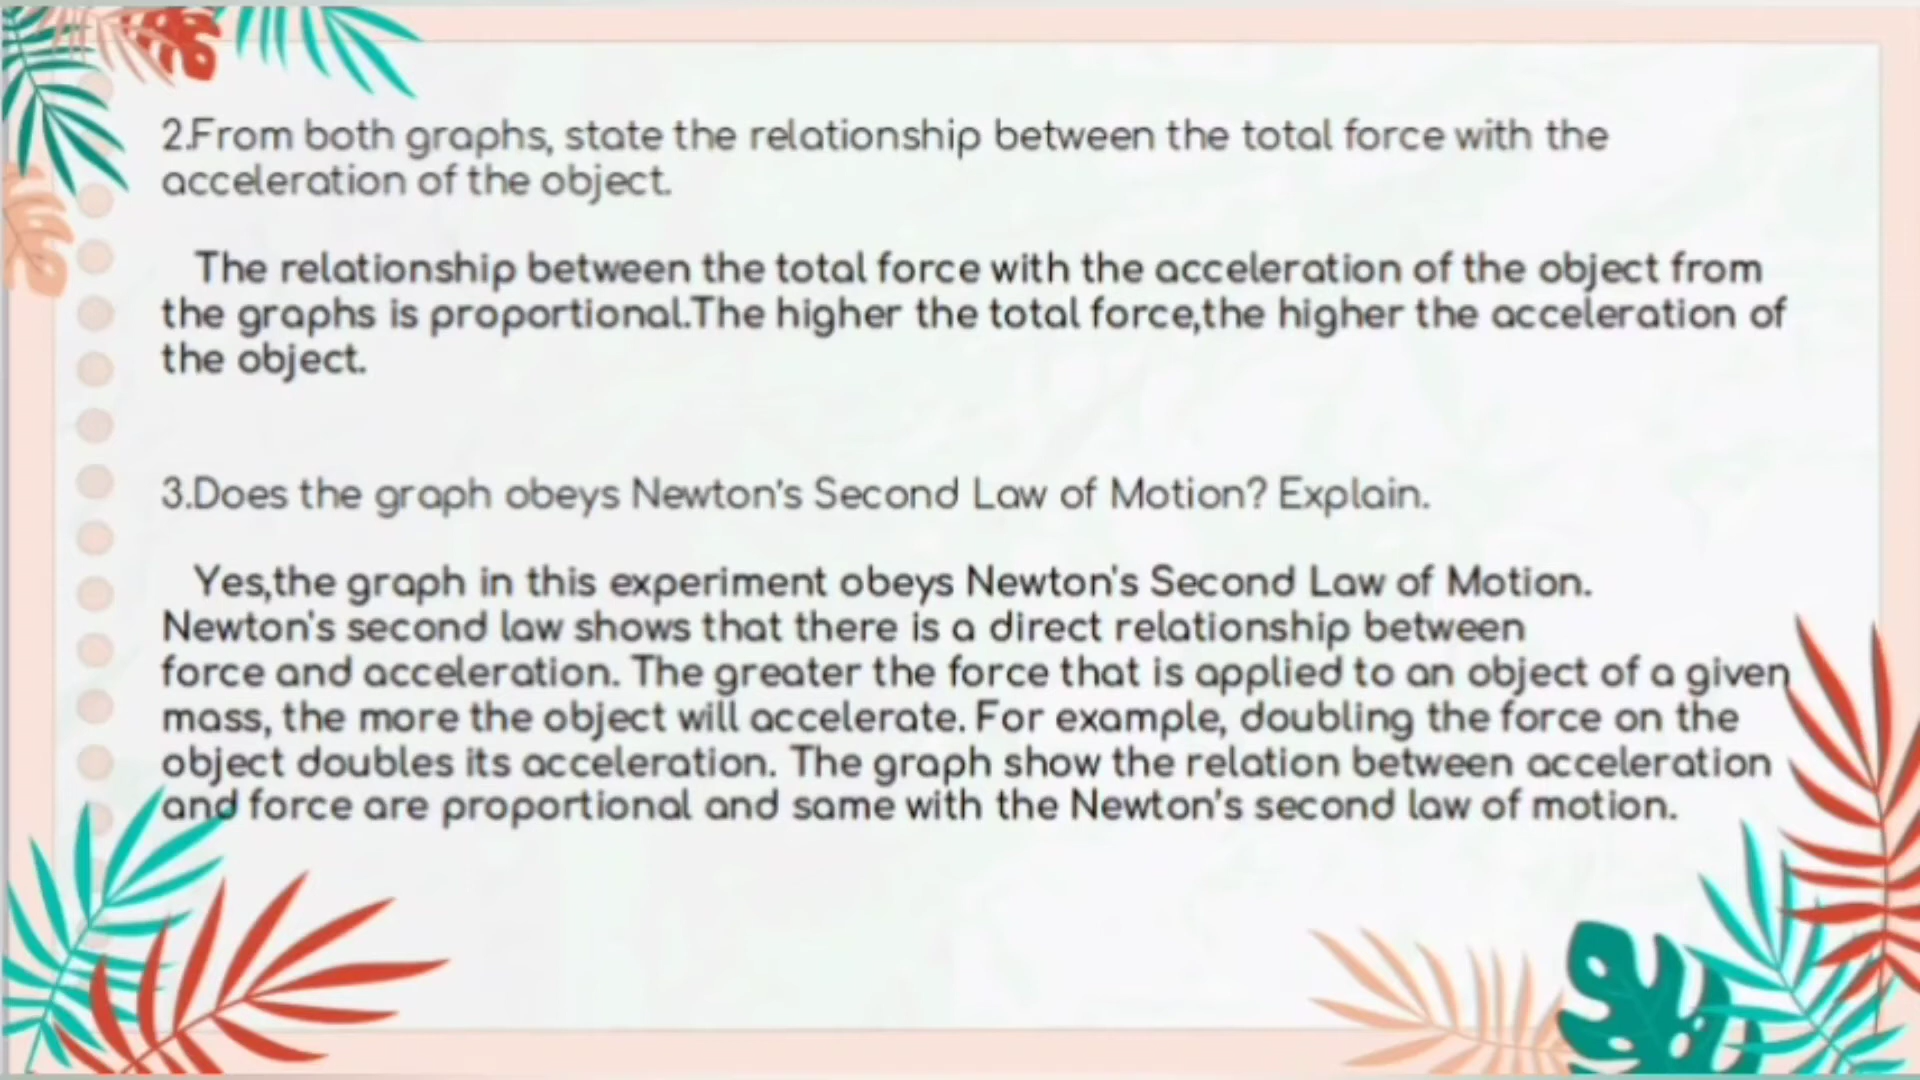 2.From both graphs, state the relationship between the total force with the
acceleration of the object.
The relationship between the total force with the acceleration of the object from
the graphs is proportional.The higher the total force,the higher the acceleration of
the object.
3.Does the graph obeys Newton's Second Law of Motion? Explain.
Yes,the graph in this experiment obeys Newton's Second Law of Motion.
Newton's second law shows that there is a direct relationship between
force and acceleration. The greater the force that is applied to an object of a given
mass, the more the object will accelerate. For example, doubling the force on the
object doubles its acceleration. The graph show the relation between acceleration
and force are proportional and same with the Newton's second law of motion.